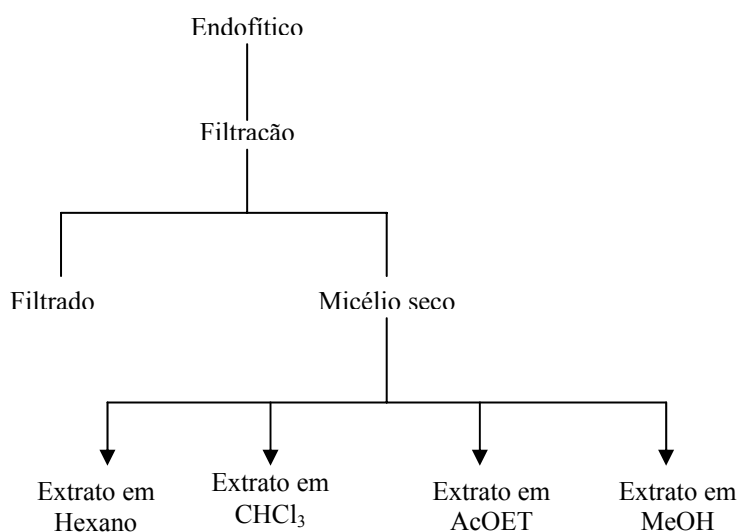 Endofítico
Filtração
Filtrado
Micélio seco
Extrato em
Hexano
Extrato em
CHCl₃
Extrato em
AcOET
Extrato em
MeOH